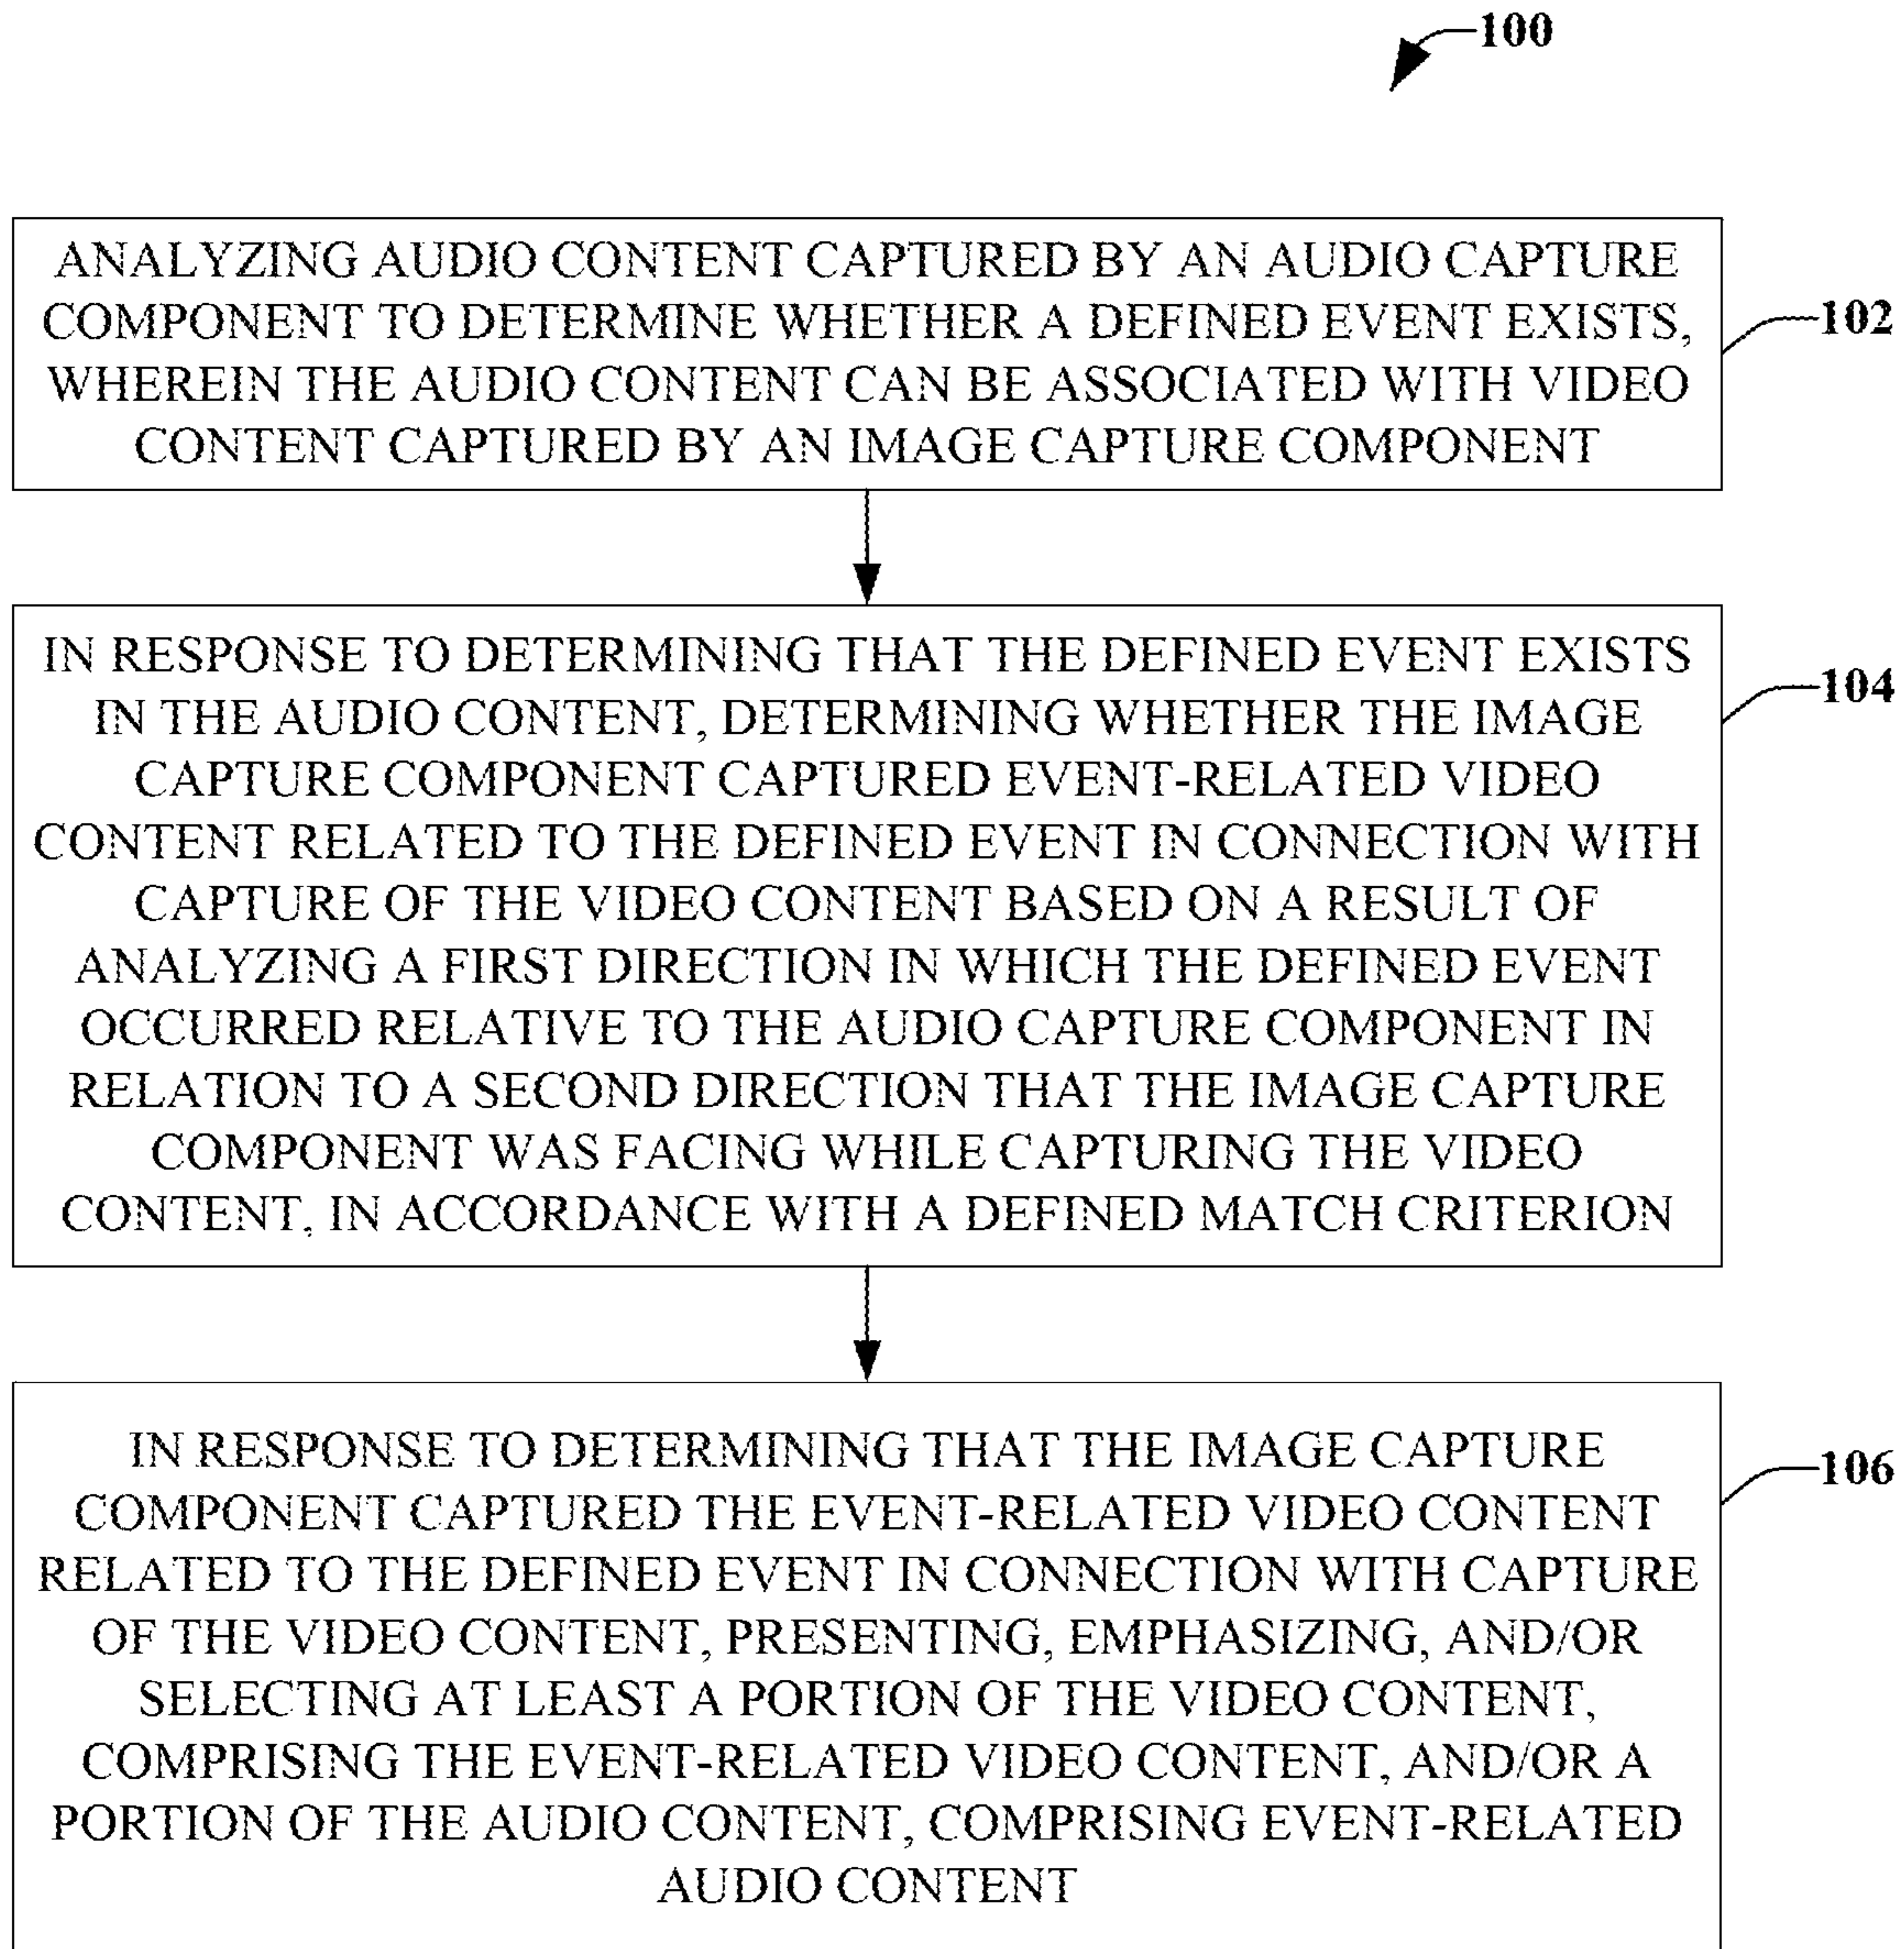 100
ANALYZING AUDIO CONTENT CAPTURED BY AN AUDIO CAPTURE
COMPONENT TO DETERMINE WHETHER A DEFINED EVENT EXISTS,
WHEREIN THE AUDIO CONTENT CAN BE ASSOCIATED WITH VIDEO
CONTENT CAPTURED BY AN IMAGE CAPTURE COMPONENT
102
IN RESPONSE TO DETERMINING THAT THE DEFINED EVENT EXISTS
IN THE AUDIO CONTENT, DETERMINING WHETHER THE IMAGE
CAPTURE COMPONENT CAPTURED EVENT-RELATED VIDEO
CONTENT RELATED TO THE DEFINED EVENT IN CONNECTION WITH
CAPTURE OF THE VIDEO CONTENT BASED ON A RESULT OF
ANALYZING A FIRST DIRECTION IN WHICH THE DEFINED EVENT
OCCURRED RELATIVE TO THE AUDIO CAPTURE COMPONENT IN
RELATION TO A SECOND DIRECTION THAT THE IMAGE CAPTURE
COMPONENT WAS FACING WHILE CAPTURING THE VIDEO
CONTENT, IN ACCORDANCE WITH A DEFINED MATCH CRITERION
104
IN RESPONSE TO DETERMINING THAT THE IMAGE CAPTURE
COMPONENT CAPTURED THE EVENT-RELATED VIDEO CONTENT
RELATED TO THE DEFINED EVENT IN CONNECTION WITH CAPTURE
OF THE VIDEO CONTENT, PRESENTING, EMPHASIZING, AND/OR
SELECTING AT LEAST A PORTION OF THE VIDEO CONTENT,
COMPRISING THE EVENT-RELATED VIDEO CONTENT, AND/OR A
PORTION OF THE AUDIO CONTENT, COMPRISING EVENT-RELATED
AUDIO CONTENT
106